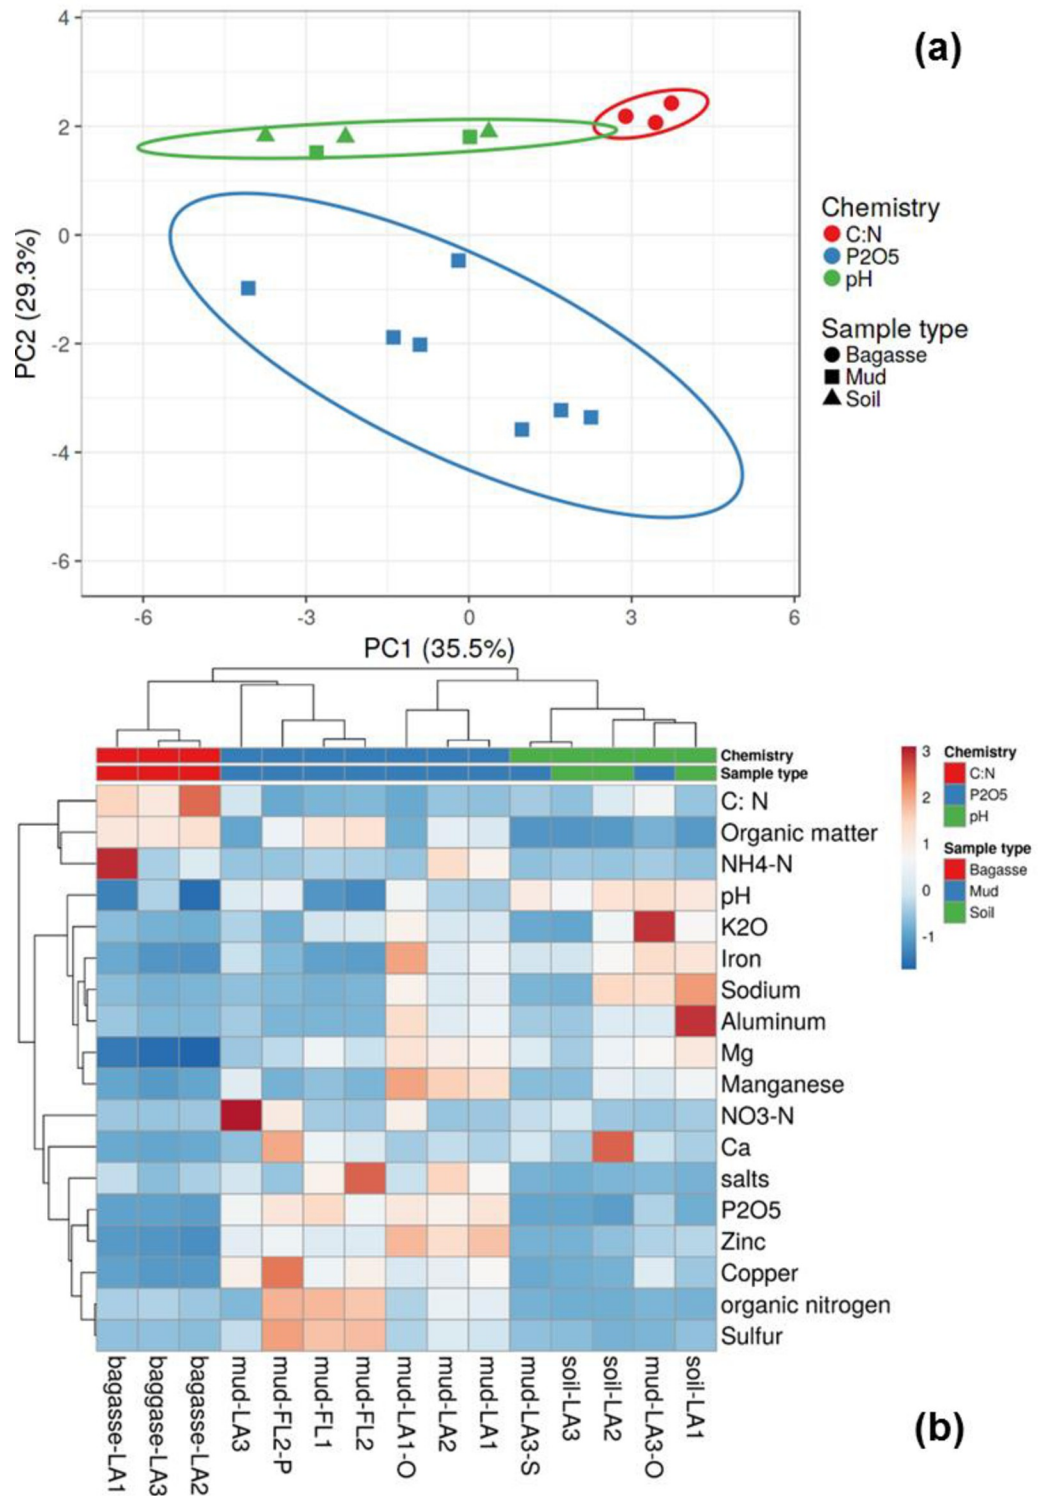 (a)
4
2
0
-2
-4
-6
PC2 (29.3%)
-6 -3 0 3 6
PC1 (35.5%)
Chemistry
C:N
P2O5
pH
Sample type
Bagasse
Mud
Soil
Chemistry
Sample type
C: N
Organic matter
NH4-N
pH
K2O
Iron
Sodium
Aluminum
Mg
Manganese
NO3-N
Ca
salts
P2O5
Zinc
Copper
organic nitrogen
Sulfur
bagasse-LA1
baggase-LA3
bagasse-LA2
mud-LA3
mud-FL2-P
mud-FL1
mud-FL2
mud-LA1-O
mud-LA2
mud-LA1
mud-LA3-S
soil-LA3
soil-LA2
mud-LA3-O
soil-LA1
3
2
1
0
-1
Chemistry
C:N
P2O5
pH
Sample type
Bagasse
Mud
Soil
(b)